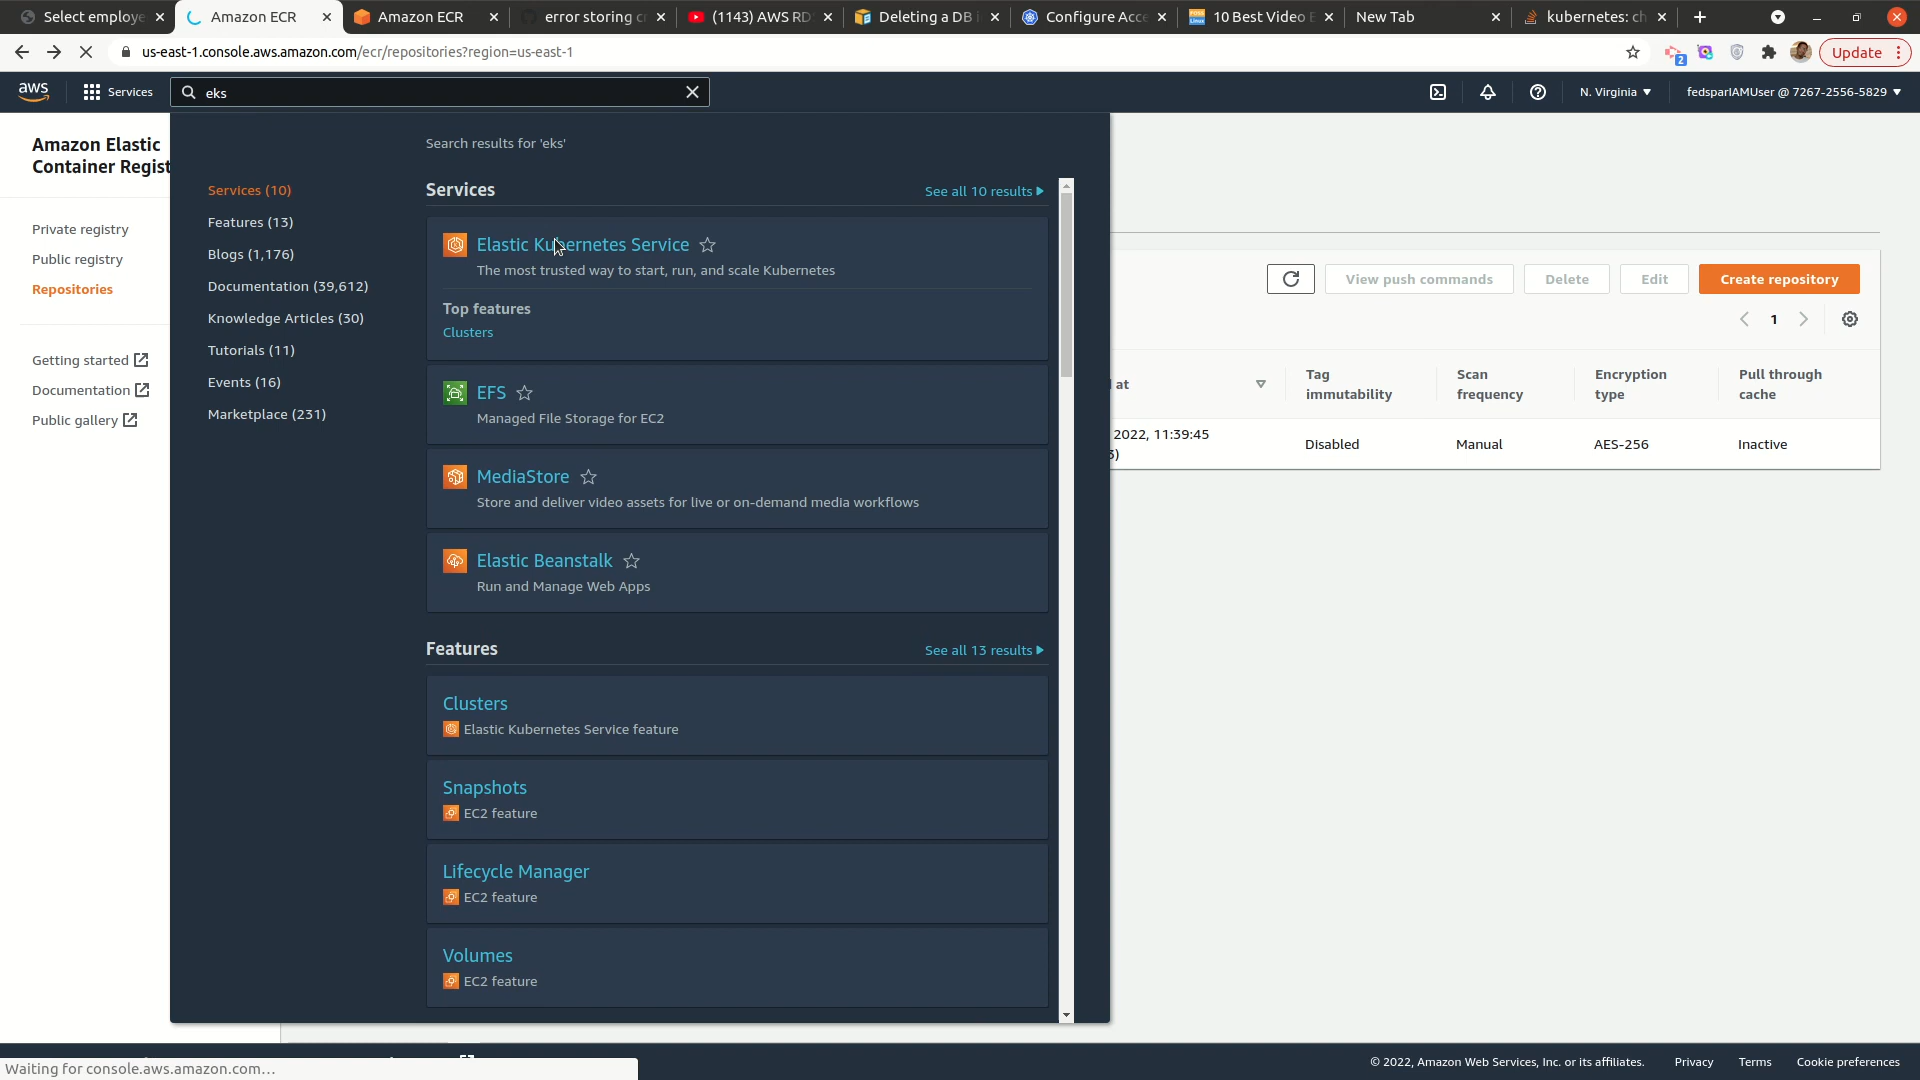 Select employe
Amazon ECR
Amazon ECR
error storing c
(1143) AWS RD
Deleting a DB i
Configure Acce
10 Best Video E
New Tab
kubernetes: ch
us-east-1.console.aws.amazon.com/ecr/repositories?region=us-east-1
2
Update
aws
Services
eks
N. Virginia
fedsparIAMUser @ 7267-2556-5829
Amazon Elastic
Container Regist
Private registry
Public registry
Repositories
Getting started
Documentation
Public gallery
Search results for 'eks'
Services (10)
Features (13)
Blogs (1,176)
Documentation (39,612)
Knowledge Articles (30)
Tutorials (11)
Events (16)
Marketplace (231)
Services
See all 10 results
Elastic Kubernetes Service
The most trusted way to start, run, and scale Kubernetes
Top features
Clusters
EFS
Managed File Storage for EC2
MediaStore
Store and deliver video assets for live or on-demand media workflows
Elastic Beanstalk
Run and Manage Web Apps
Features
See all 13 results
Clusters
Elastic Kubernetes Service feature
Snapshots
EC2 feature
Lifecycle Manager
EC2 feature
Volumes
EC2 feature
View push commands
Delete
Edit
Create repository
1
at
Tag
immutability
Scan
frequency
Encryption
type
Pull through
cache
2022, 11:39:45
Disabled
Manual
AES-256
Inactive
Waiting for console.aws.amazon.com...
© 2022, Amazon Web Services, Inc. or its affiliates.
Privacy
Terms
Cookie preferences